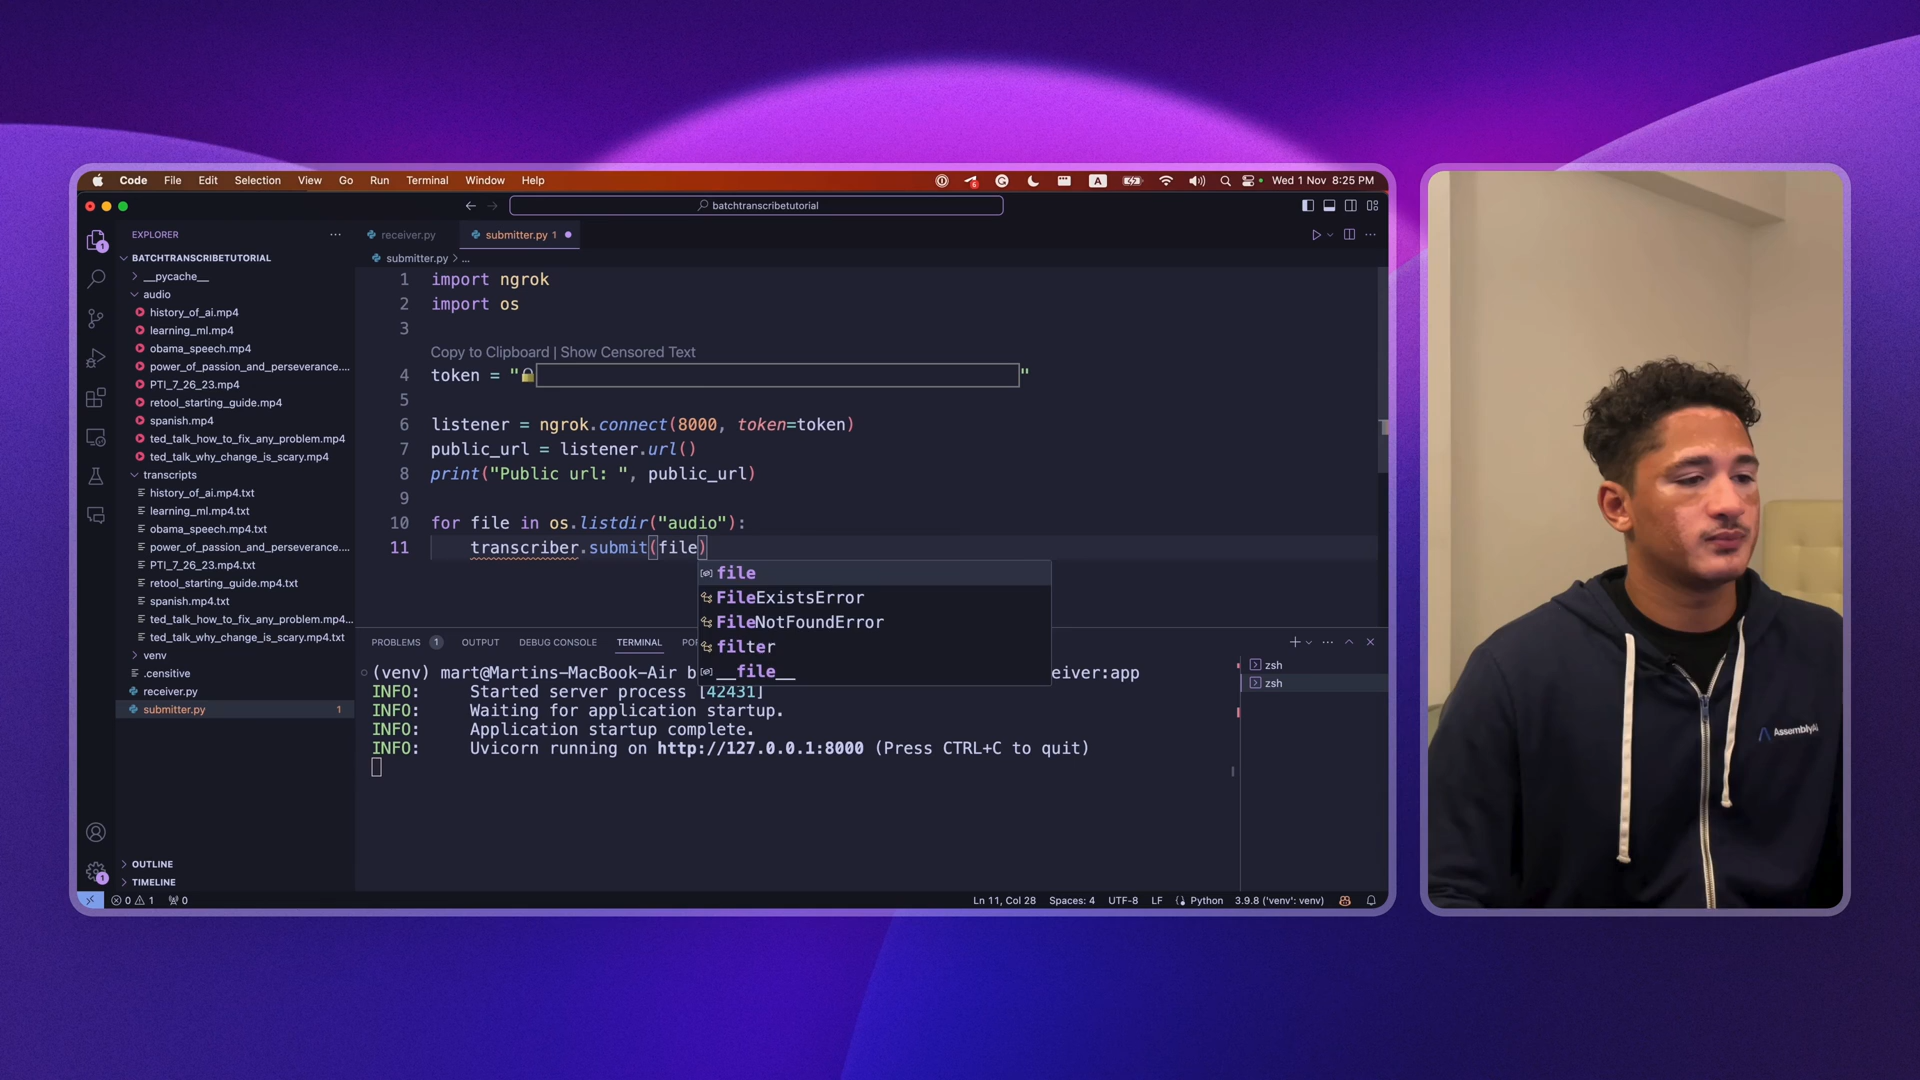 Code File Edit Selection View Go Run Terminal Window Help
A
Wed 1 Nov 8:25 PM
batchtranscribetutorial
EXPLORER
receiver.py
submitter.py 1
BATCHTRANSCRIBETUTORIAL
__pycache__
audio
history_of_ai.mp4
learning_ml.mp4
obama_speech.mp4
power_of_passion_and_perseverance....
PTI_7_26_23.mp4
retool_starting_guide.mp4
spanish.mp4
ted_talk_how_to_fix_any_problem.mp4
ted_talk_why_change_is_scary.mp4
transcripts
history_of_ai.mp4.txt
learning_ml.mp4.txt
obama_speech.mp4.txt
power_of_passion_and_perseverance....
PTI_7_26_23.mp4.txt
retool_starting_guide.mp4.txt
spanish.mp4.txt
ted_talk_how_to_fix_any_problem.mp4...
ted_talk_why_change_is_scary.mp4.txt
venv
.censitive
receiver.py
submitter.py 1
OUTLINE
TIMELINE
submitter.py > ...
1 import ngrok
2 import os
3
Copy to Clipboard | Show Censored Text
4 token = "🔒"
5
6 listener = ngrok.connect(8000, token=token)
7 public_url = listener.url()
8 print("Public url: ", public_url)
9
10 for file in os.listdir("audio"):
11 transcriber.submit(file)
file
FileExistsError
FileNotFoundError
filter
__file__
PROBLEMS 1 OUTPUT DEBUG CONSOLE TERMINAL POR
(venv) mart@Martins-MacBook-Air b eiver:app
INFO: Started server process [42431]
INFO: Waiting for application startup.
INFO: Application startup complete.
INFO: Uvicorn running on http://127.0.0.1:8000 (Press CTRL+C to quit)
zsh
zsh
0 1 0
Ln 11, Col 28 Spaces: 4 UTF-8 LF Python 3.9.8 ('venv': venv)
AssemblyAI